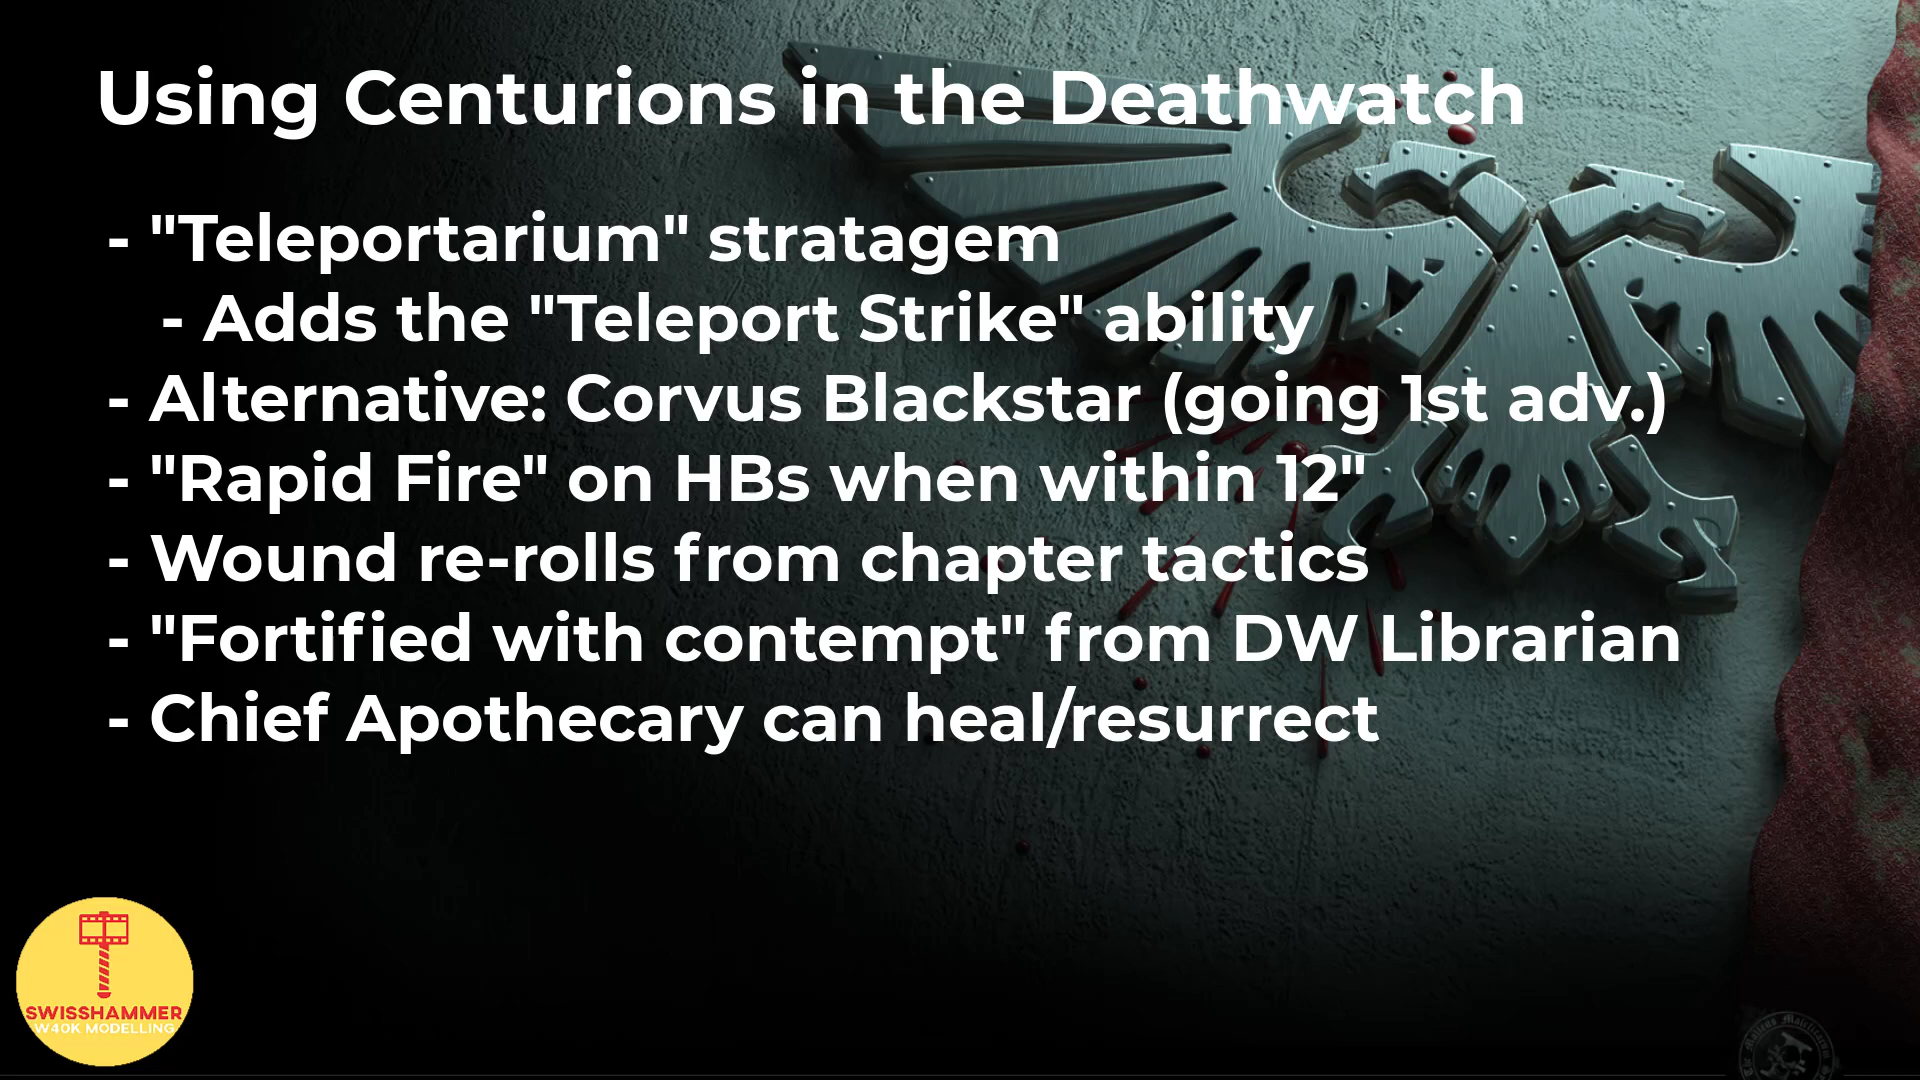 Using Centurions in the Deathwatch
- "Teleportarium" stratagem
- Adds the "Teleport Strike" ability
- Alternative: Corvus Blackstar (going 1st adv.)
- "Rapid Fire" on HBs when within 12"
- Wound re-rolls from chapter tactics
- "Fortified with contempt" from DW Librarian
- Chief Apothecary can heal/resurrect
SWISSHAMMER
W40K MODELLING